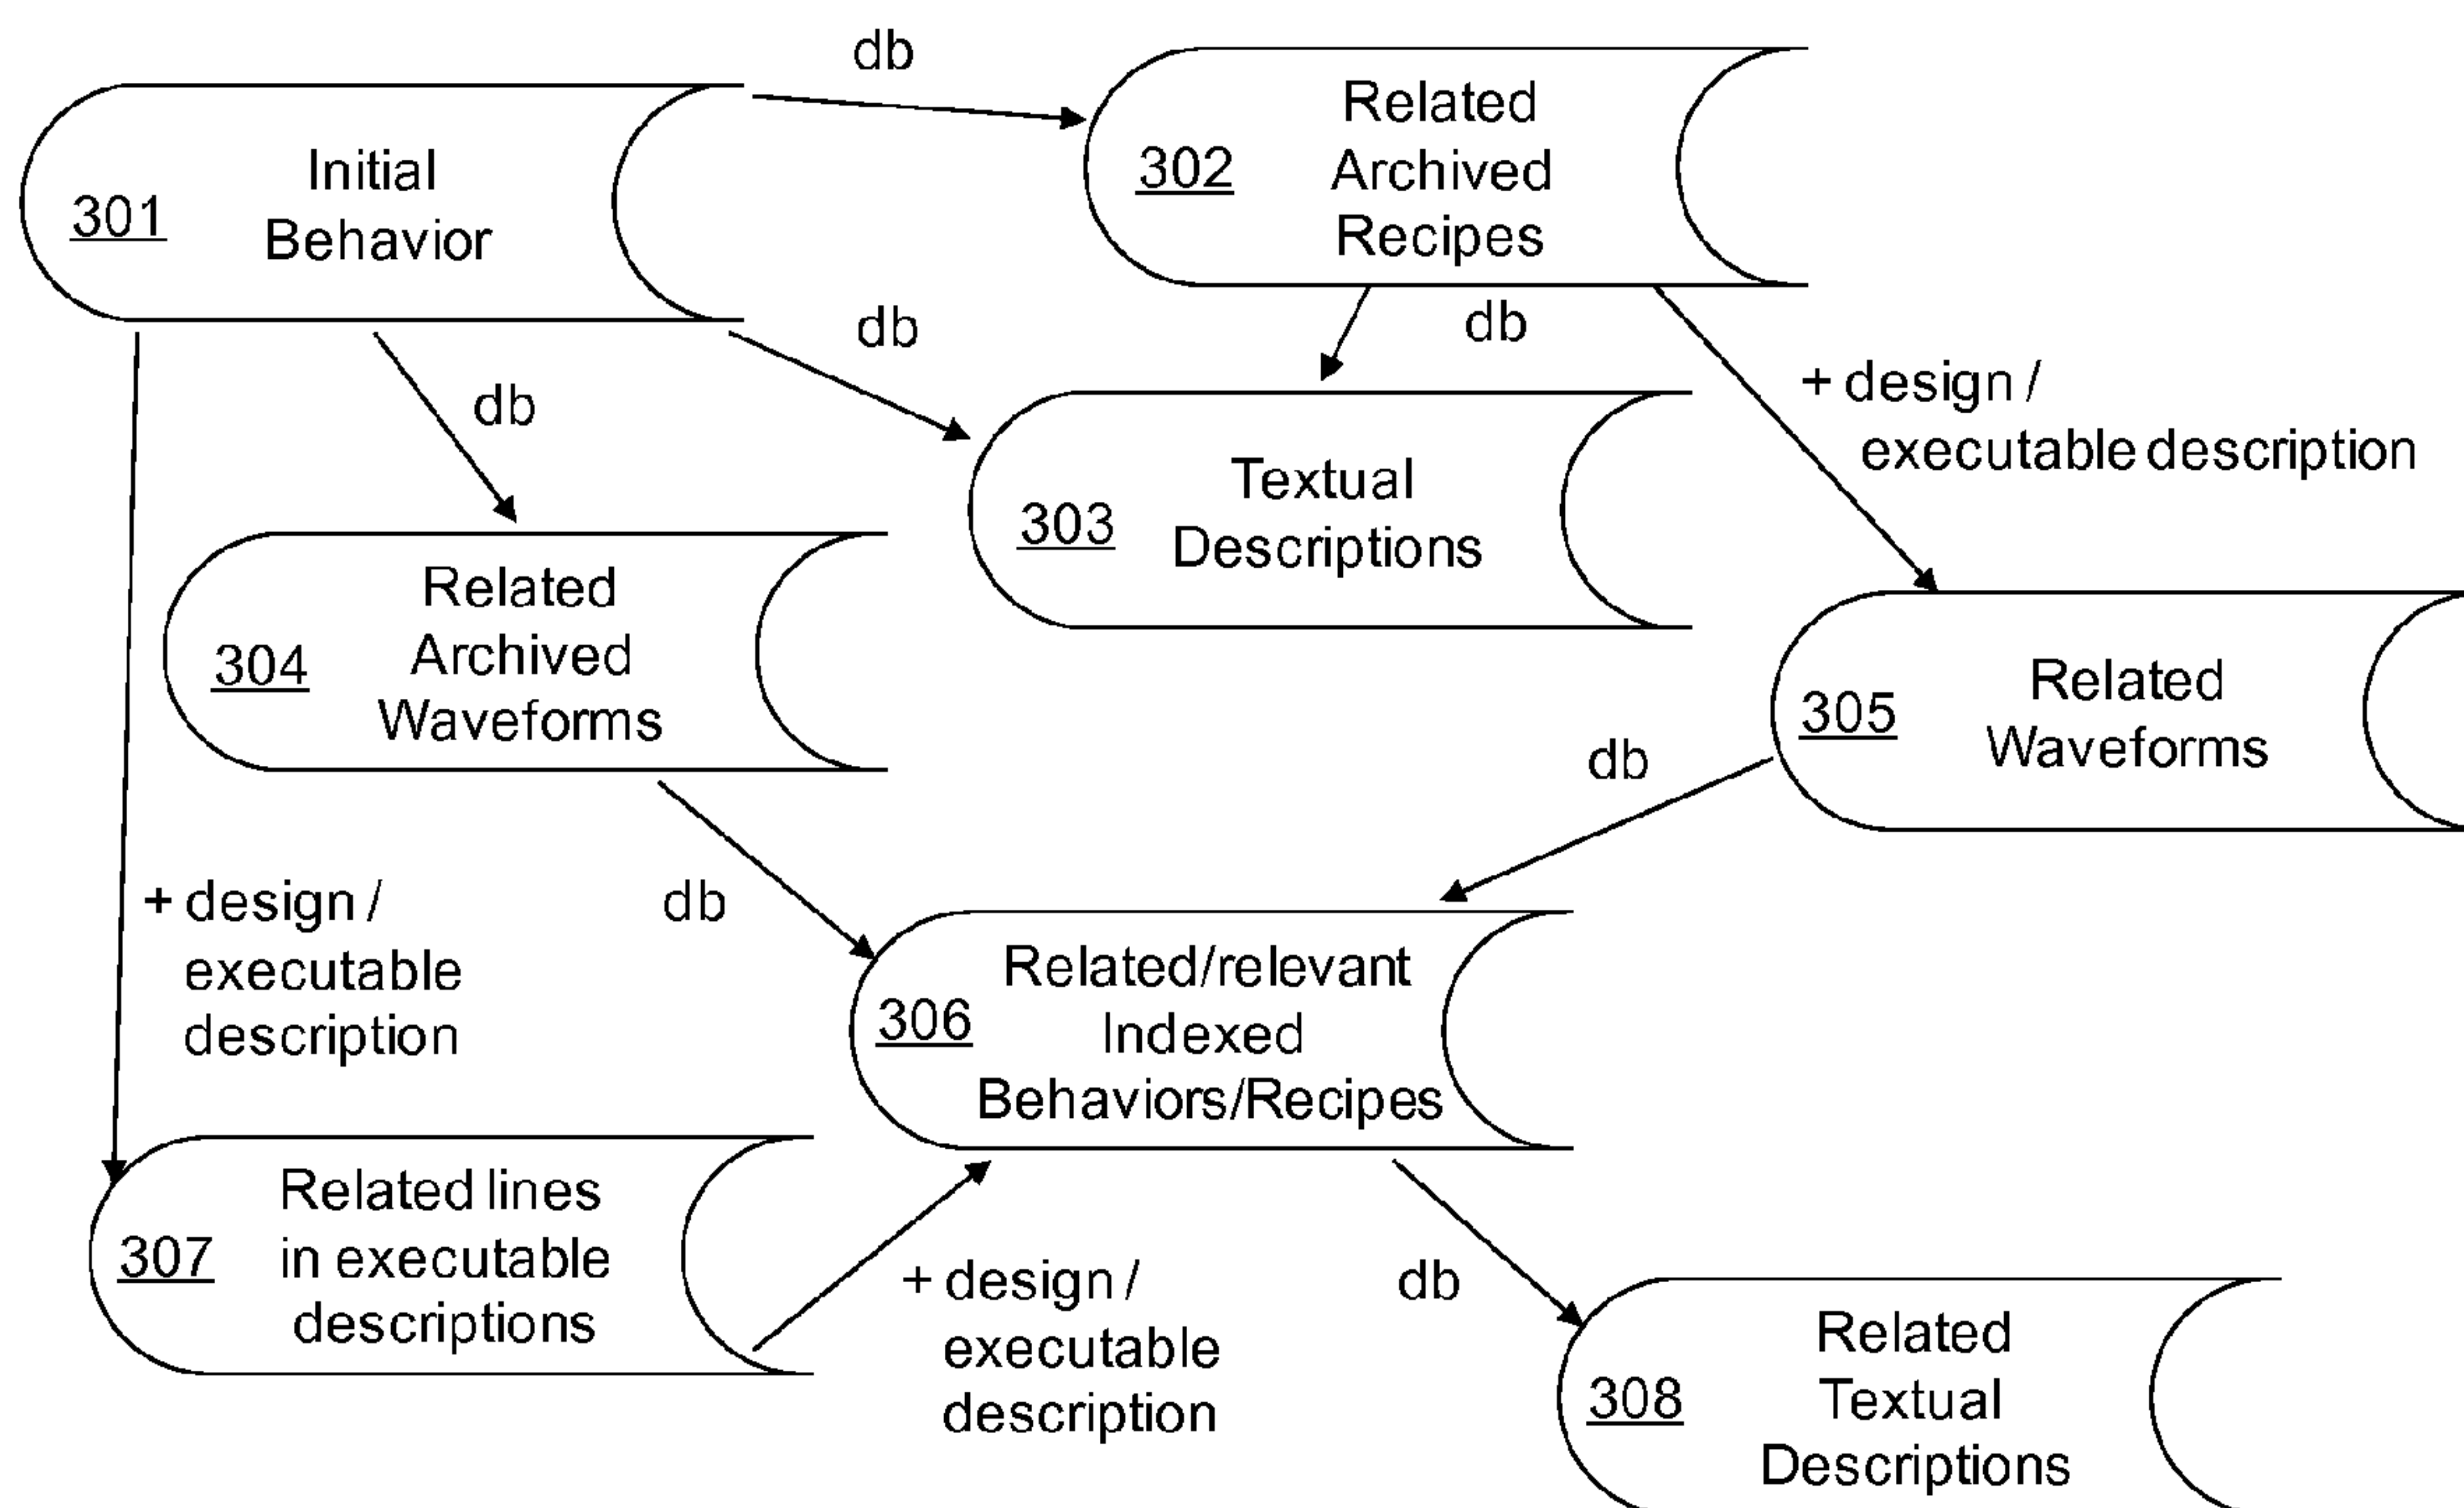 db
301
Initial
Behavior
302
Related
Archived
Recipes
db
db
db
+ design /
executable description
303
Textual
Descriptions
304
Related
Archived
Waveforms
305
Related
Waveforms
db
+ design /
executable
description
db
306
Related/relevant
Indexed
Behaviors/Recipes
307
Related lines
in executable
descriptions
+ design /
executable
description
db
308
Related
Textual
Descriptions